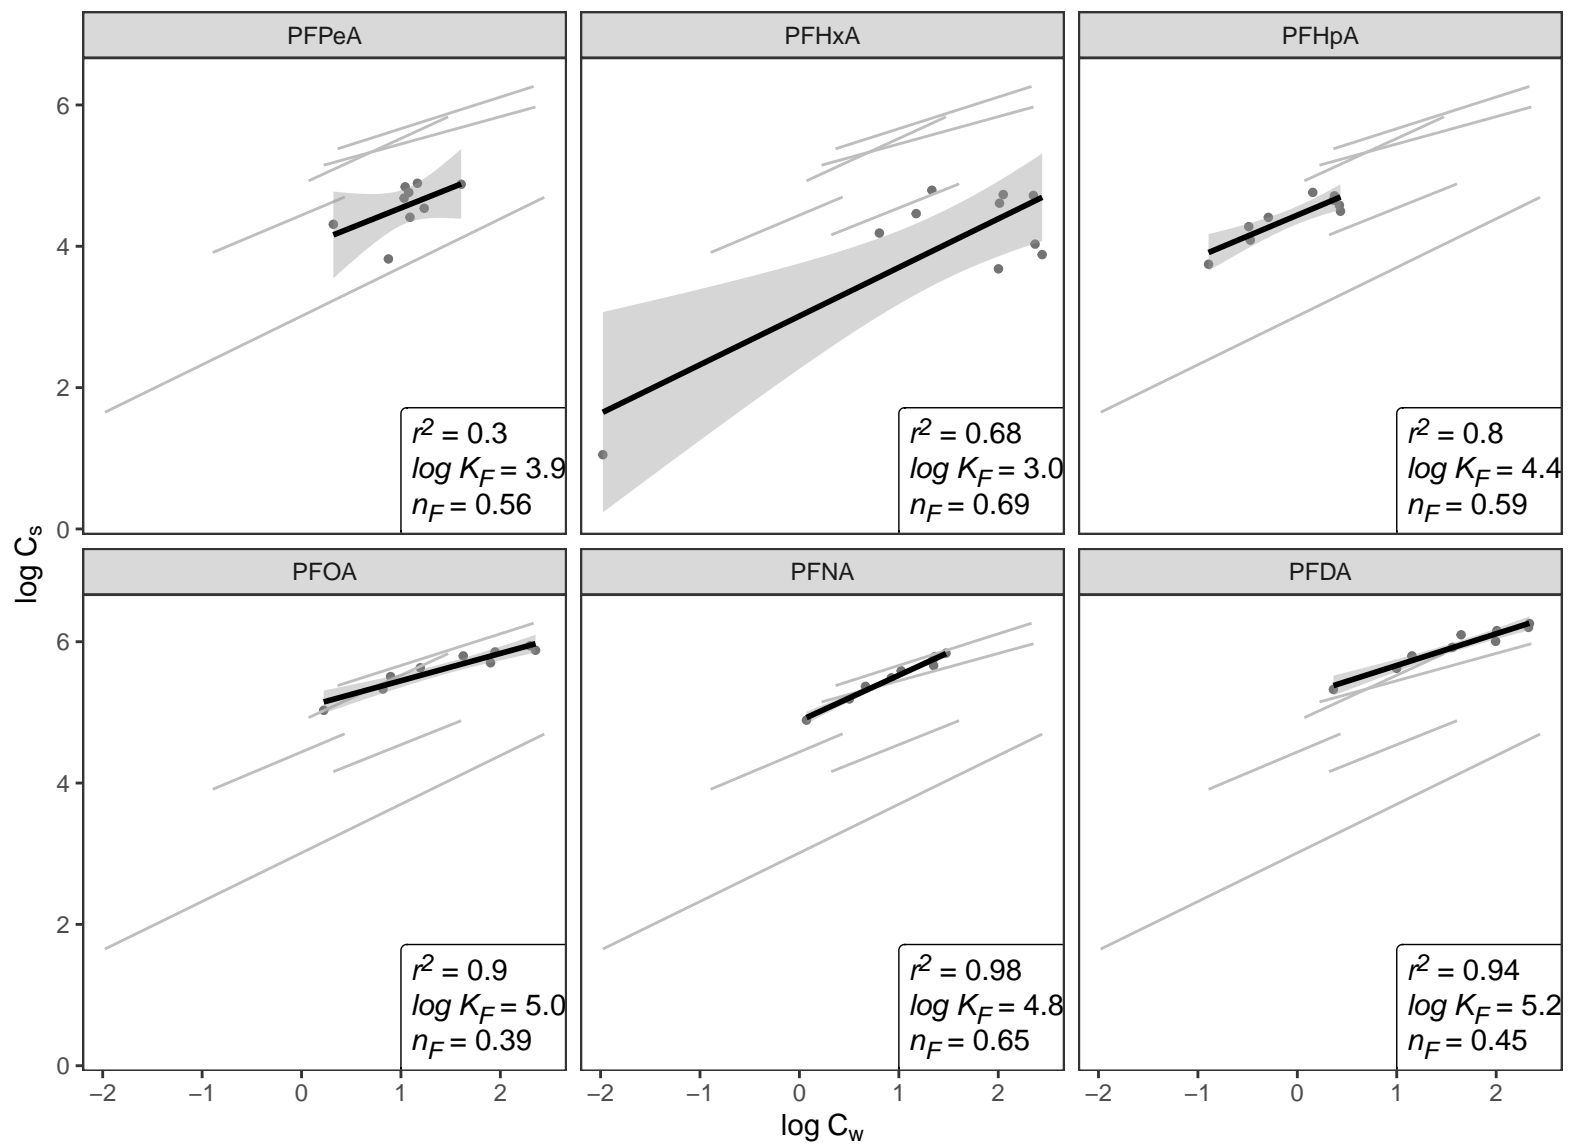 PFPeA PFHxA PFHpA
6
4
2
0
r² = 0.3
log K_F = 3.9
n_F = 0.56
r² = 0.68
log K_F = 3.0
n_F = 0.69
r² = 0.8
log K_F = 4.4
n_F = 0.59
log C_s
PFOA PFNA PFDA
6
4
2
0
r² = 0.9
log K_F = 5.0
n_F = 0.39
r² = 0.98
log K_F = 4.8
n_F = 0.65
r² = 0.94
log K_F = 5.2
n_F = 0.45
−2 −1 0 1 2 −2 −1 0 1 2 −2 −1 0 1 2
log C_w